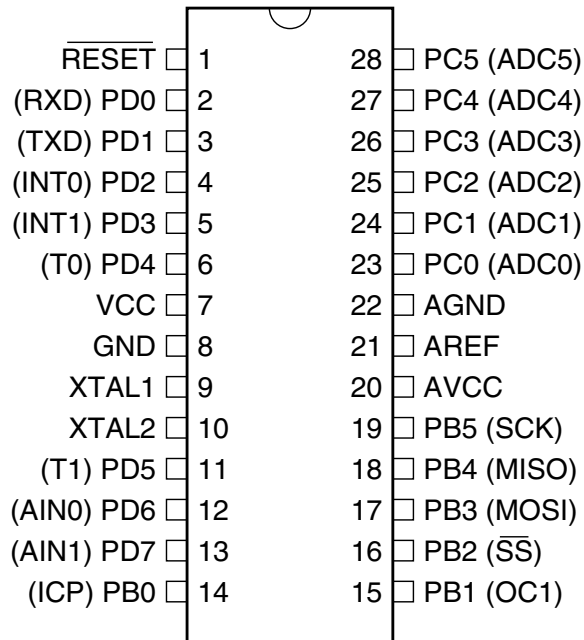 R̅E̅S̅E̅T̅ 1 28 PC5 (ADC5)
(RXD) PD0 2 27 PC4 (ADC4)
(TXD) PD1 3 26 PC3 (ADC3)
(INT0) PD2 4 25 PC2 (ADC2)
(INT1) PD3 5 24 PC1 (ADC1)
(T0) PD4 6 23 PC0 (ADC0)
VCC 7 22 AGND
GND 8 21 AREF
XTAL1 9 20 AVCC
XTAL2 10 19 PB5 (SCK)
(T1) PD5 11 18 PB4 (MISO)
(AIN0) PD6 12 17 PB3 (MOSI)
(AIN1) PD7 13 16 PB2 (S̅S̅)
(ICP) PB0 14 15 PB1 (OC1)